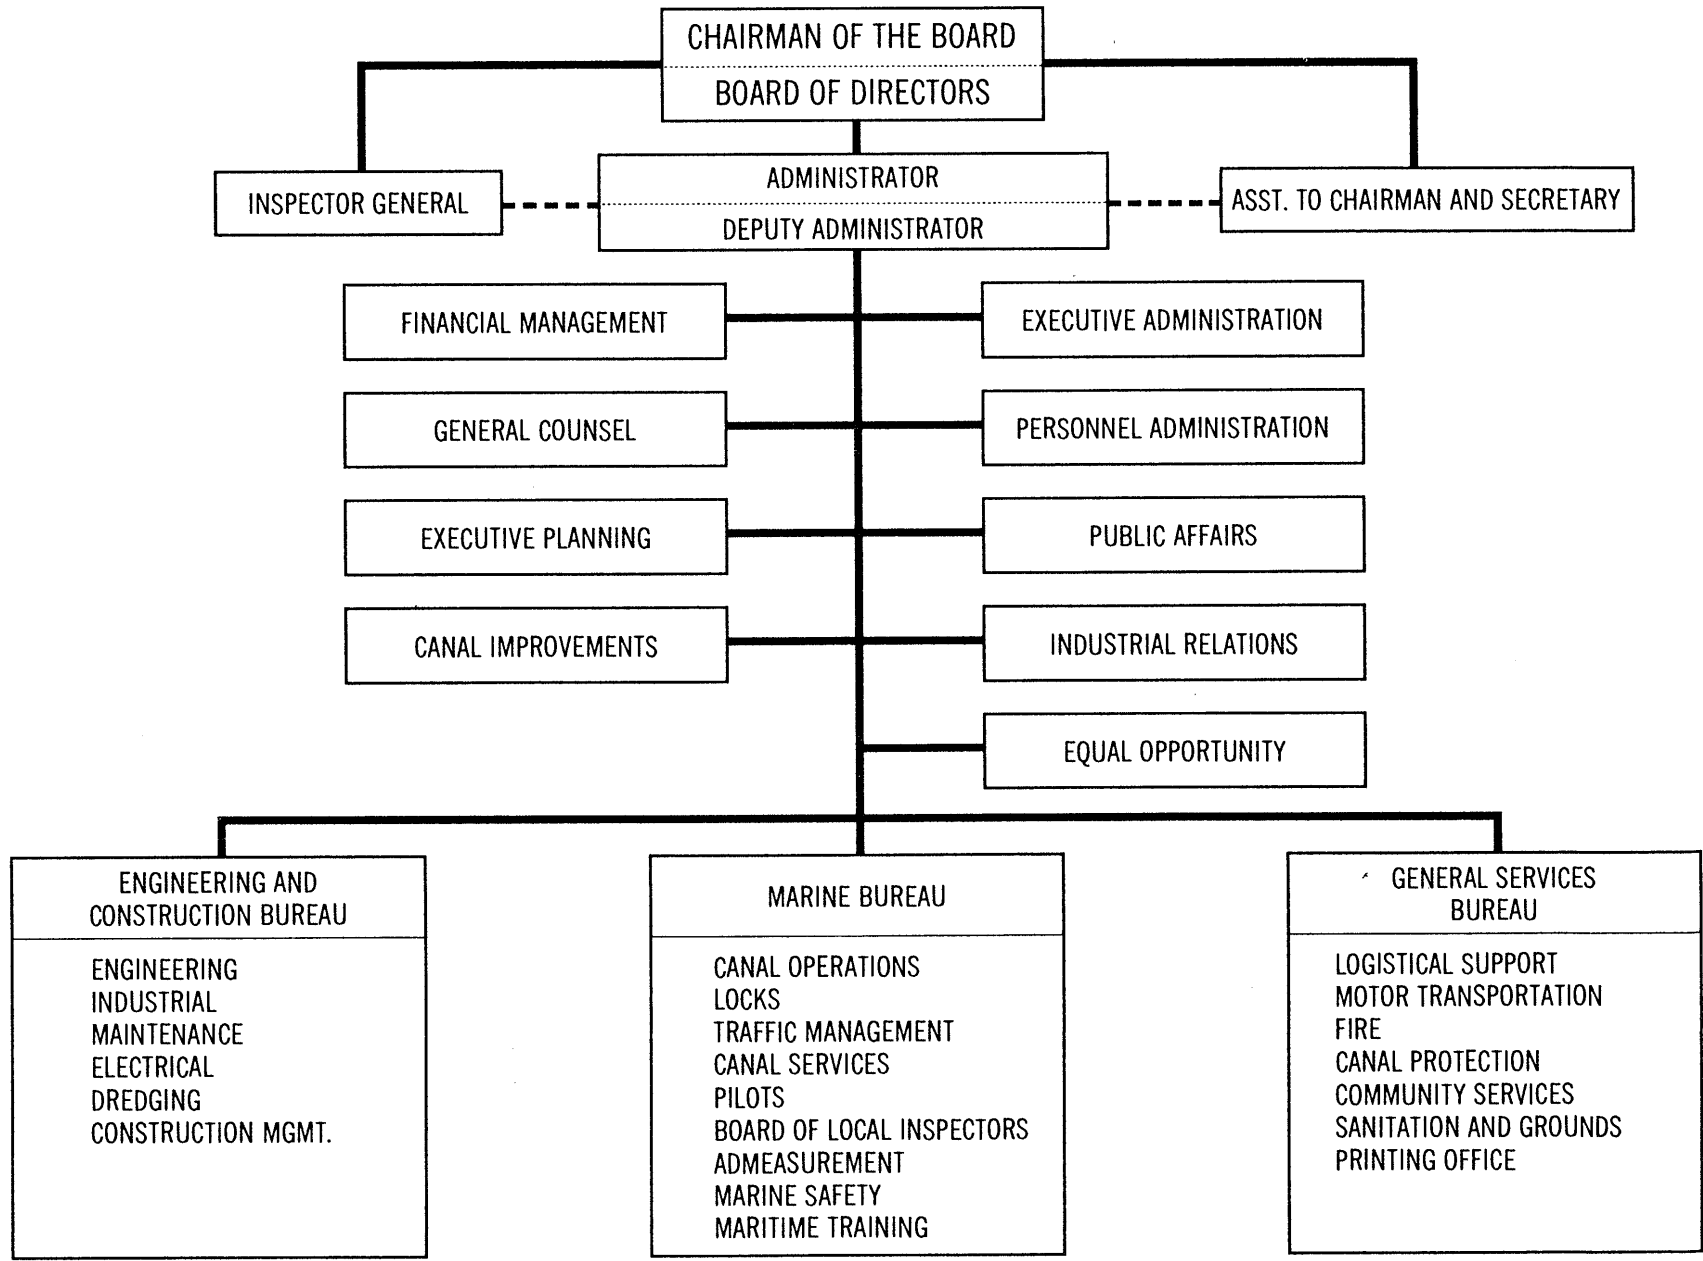 CHAIRMAN OF THE BOARD
BOARD OF DIRECTORS
INSPECTOR GENERAL
ADMINISTRATOR
DEPUTY ADMINISTRATOR
ASST. TO CHAIRMAN AND SECRETARY
FINANCIAL MANAGEMENT
EXECUTIVE ADMINISTRATION
GENERAL COUNSEL
PERSONNEL ADMINISTRATION
EXECUTIVE PLANNING
PUBLIC AFFAIRS
CANAL IMPROVEMENTS
INDUSTRIAL RELATIONS
EQUAL OPPORTUNITY
ENGINEERING AND
CONSTRUCTION BUREAU
ENGINEERING
INDUSTRIAL
MAINTENANCE
ELECTRICAL
DREDGING
CONSTRUCTION MGMT.
MARINE BUREAU
CANAL OPERATIONS
LOCKS
TRAFFIC MANAGEMENT
CANAL SERVICES
PILOTS
BOARD OF LOCAL INSPECTORS
ADMEASUREMENT
MARINE SAFETY
MARITIME TRAINING
GENERAL SERVICES
BUREAU
LOGISTICAL SUPPORT
MOTOR TRANSPORTATION
FIRE
CANAL PROTECTION
COMMUNITY SERVICES
SANITATION AND GROUNDS
PRINTING OFFICE